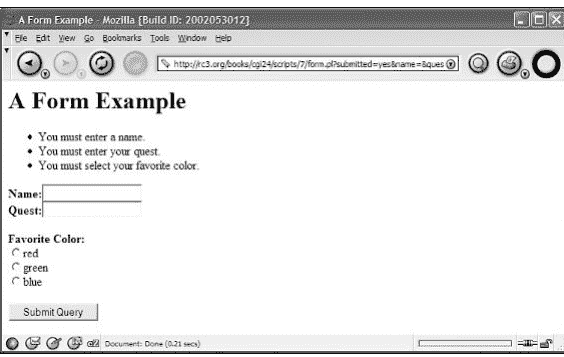 A Form Example - Mozilla {Build ID: 2002053012}
File Edit View Go Bookmarks Tools Window Help
http://rc3.org/books/cgi24/scripts/7/form.pl?submitted=yes&name=&ques
A Form Example
• You must enter a name.
• You must enter your quest.
• You must select your favorite color.
Name:
Quest:
Favorite Color:
red
green
blue
Submit Query
Document: Done (0.21 secs)